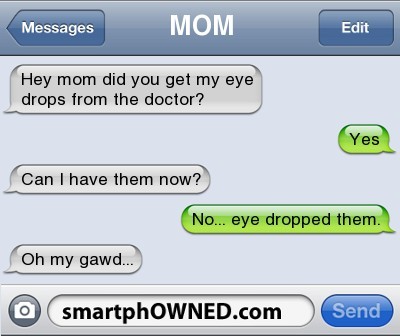 Messages
MOM
Edit
Hey mom did you get my eye
drops from the doctor?
Yes
Can I have them now?
No... eye dropped them.
Oh my gawd...
smartphOWNED.com
Send